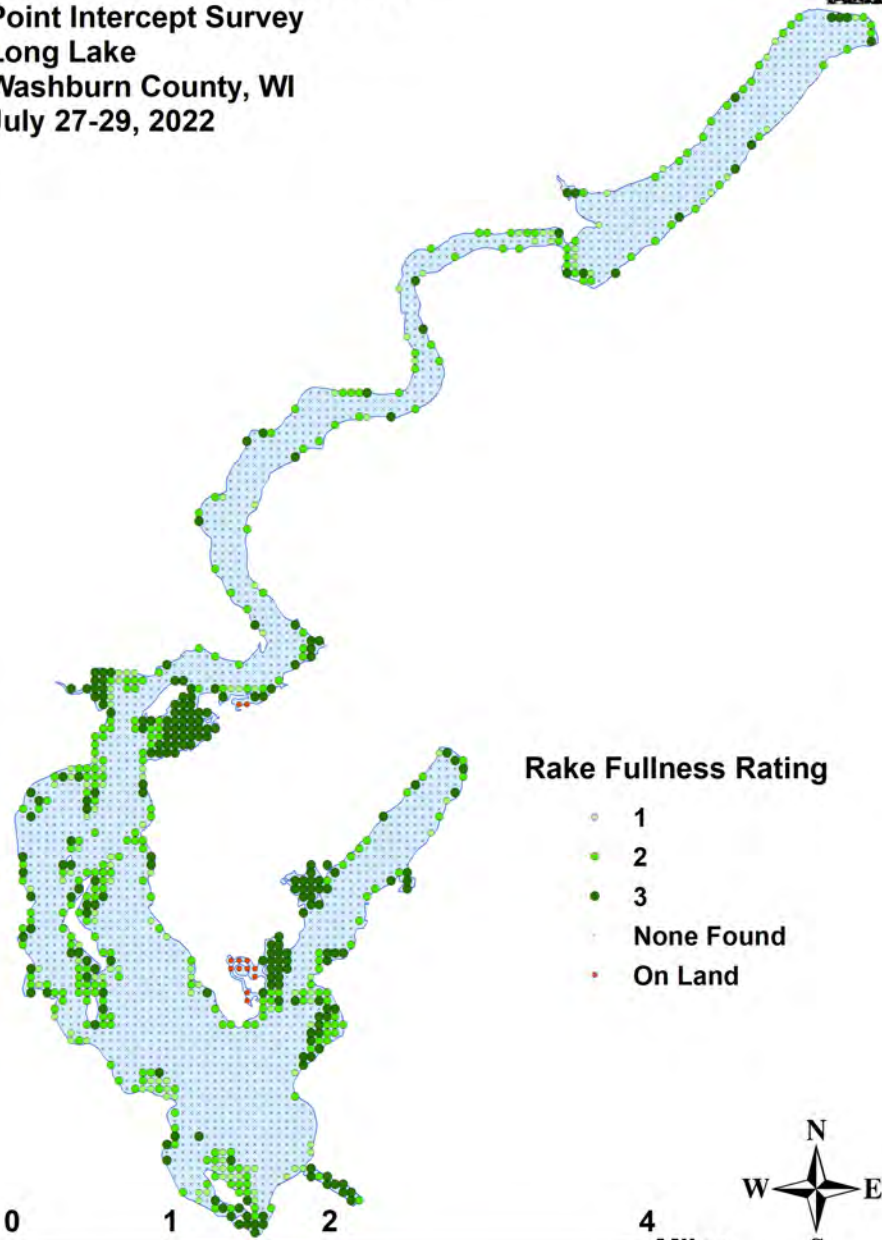 Point Intercept Survey
Long Lake
Washburn County, WI
July 27-29, 2022
Rake Fullness Rating
1
2
3
None Found
On Land
N
W E
S
0 1 2 4